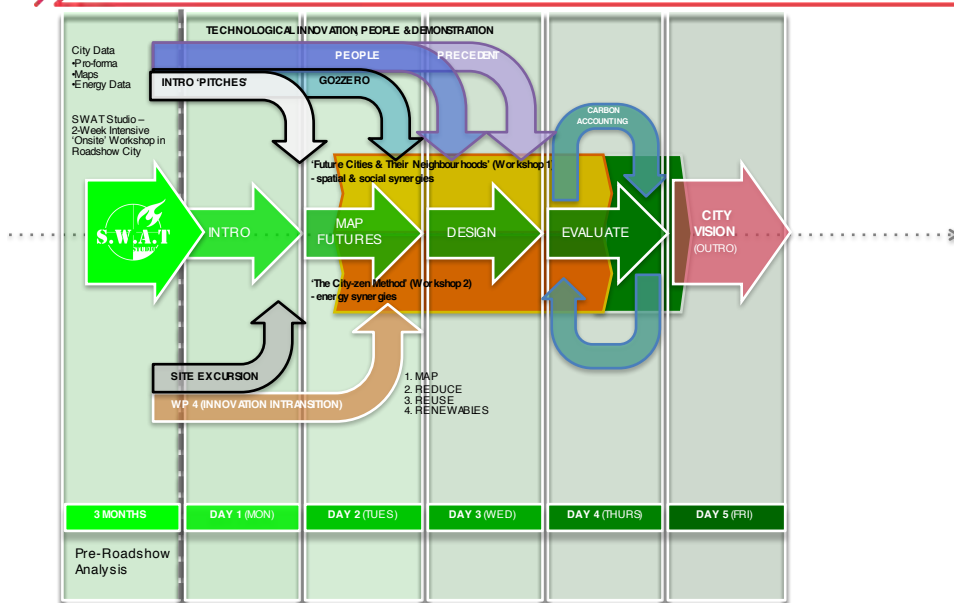 TECHNOLOGICAL INNOVATION, PEOPLE & DEMONSTRATION
City Data
•Pro-forma
•Maps
•Energy Data
PEOPLE
PRECEDENT
INTRO 'PITCHES'
GO2ZERO
CARBON
ACCOUNTING
SWAT Studio –
2-Week Intensive
'Onsite' Workshop in
Roadshow City
'Future Cities & Their Neighbourhoods' (Workshop 1)
- spatial & social synergies
S.W.A.T
STUDIO
INTRO
MAP
FUTURES
DESIGN
EVALUATE
CITY
VISION
(OUTRO)
'The City-zen Method' (Workshop 2)
- energy synergies
SITE EXCURSION
WP 4 (INNOVATION INTRANSITION)
1. MAP
2. REDUCE
3. REUSE
4. RENEWABLES
3 MONTHS
DAY 1 (MON)
DAY 2 (TUES)
DAY 3 (WED)
DAY 4 (THURS)
DAY 5 (FRI)
Pre-Roadshow
Analysis